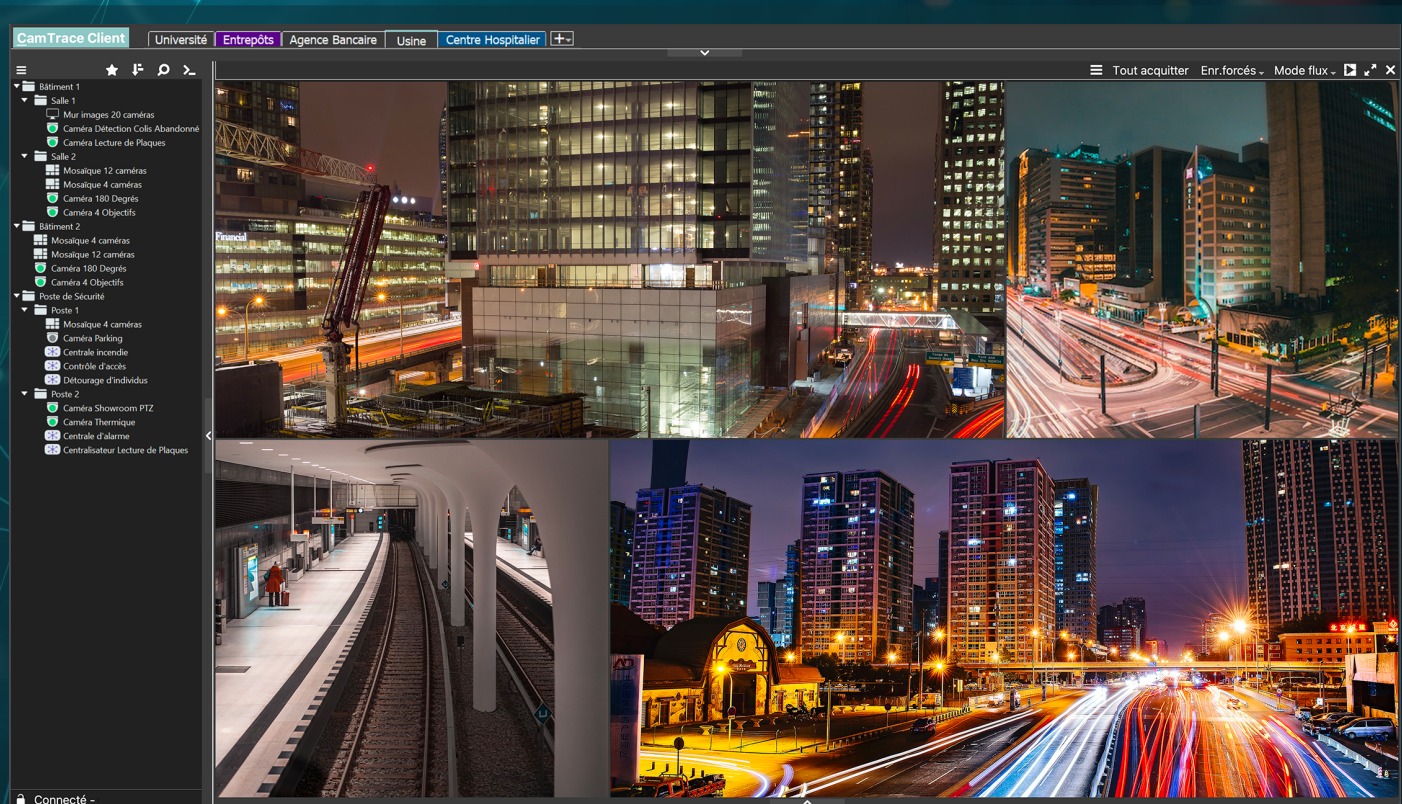 CamTrace Client
Université
Entrepôts
Agence Bancaire
Usine
Centre Hospitalier
Tout acquitter
Enr.forcés
Mode flux
Bâtiment 1
Salle 1
Mur images 20 caméras
Caméra Détection Colis Abandonné
Caméra Lecture de Plaques
Salle 2
Mosaïque 12 caméras
Mosaïque 4 caméras
Caméra 180 Degrés
Caméra 4 Objectifs
Bâtiment 2
Mosaïque 4 caméras
Mosaïque 12 caméras
Caméra 180 Degrés
Caméra 4 Objectifs
Poste de Sécurité
Poste 1
Mosaïque 4 caméras
Caméra Parking
Centrale incendie
Contrôle d'accès
Détourage d'individus
Poste 2
Caméra Showroom PTZ
Caméra Thermique
Centrale d'alarme
Centralisateur Lecture de Plaques
Connecté -
Financial
HOTEL